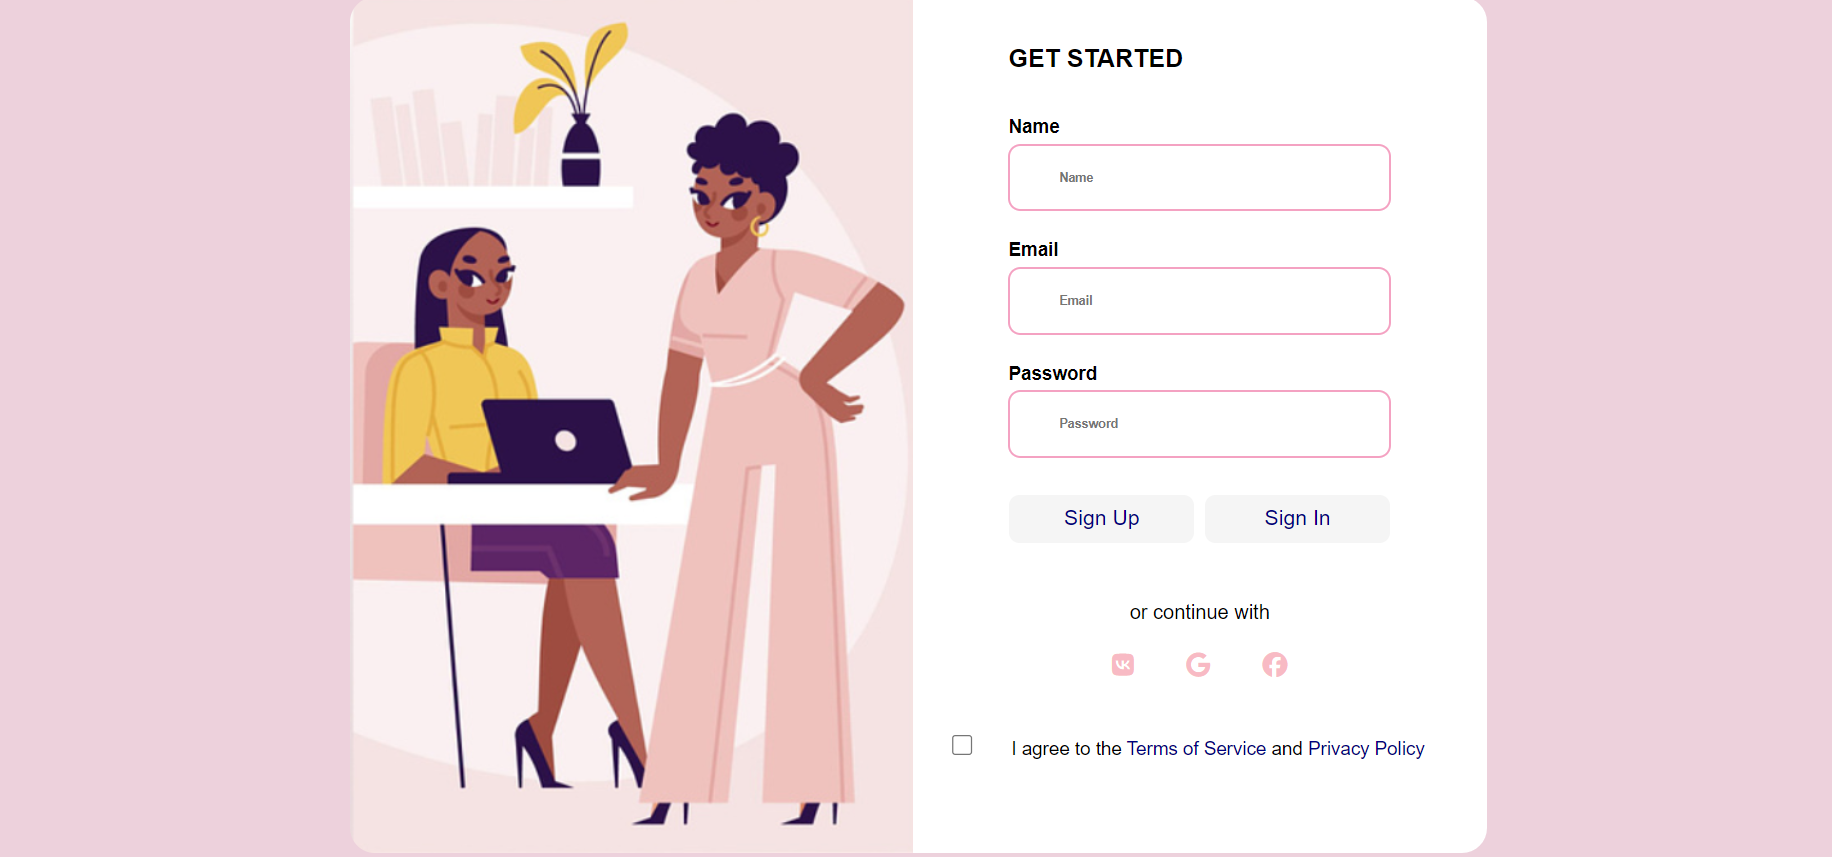 GET STARTED
Name
Name
Email
Email
Password
Password
Sign Up
Sign In
or continue with
I agree to the Terms of Service and Privacy Policy